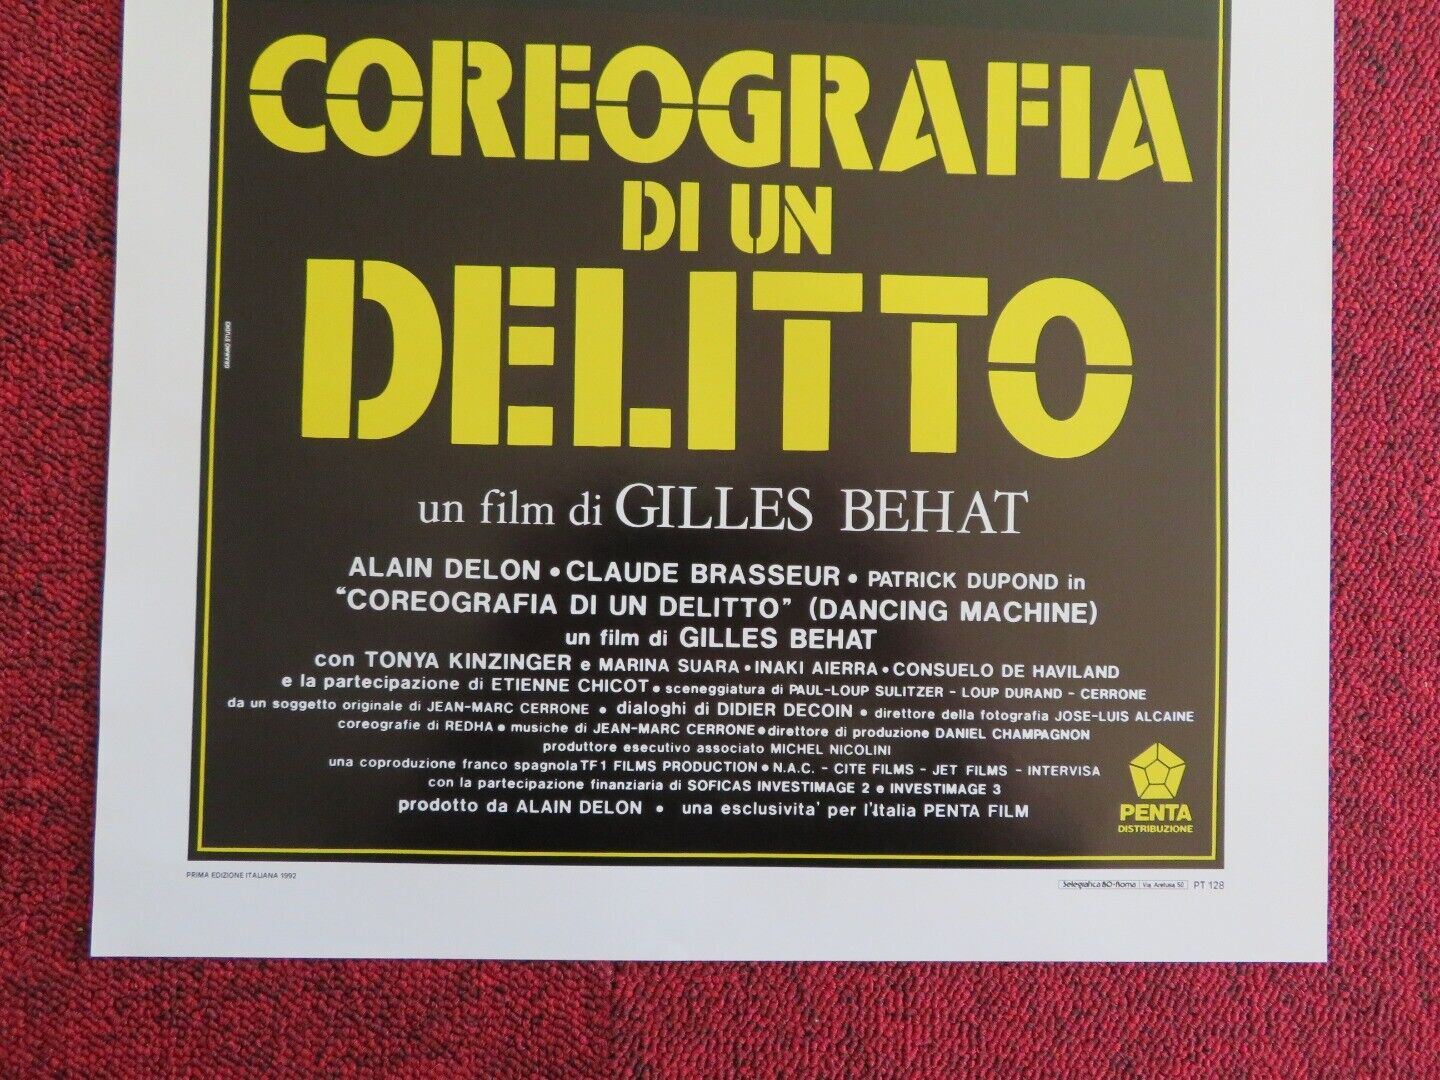 COREOGRAFIA
DI UN
DELITTO
un film di GILLES BEHAT
ALAIN DELON • CLAUDE BRASSEUR • PATRICK DUPOND in
“COREOGRAFIA DI UN DELITTO” (DANCING MACHINE)
un film di GILLES BEHAT
con TONYA KINZINGER e MARINA SUARA • INAKI AIERRA • CONSUELO DE HAVILAND
e la partecipazione di ETIENNE CHICOT • sceneggiatura di PAUL-LOUP SULITZER - LOUP DURAND - CERRONE
da un soggetto originale di JEAN-MARC CERRONE • dialoghi di DIDIER DECOIN • direttore della fotografia JOSE-LUIS ALCAINE
coreografie di REDHA • musiche di JEAN-MARC CERRONE • direttore di produzione DANIEL CHAMPAGNON
produttore esecutivo associato MICHEL NICOLINI
una coproduzione franco spagnola TF1 FILMS PRODUCTION • N.A.C. - CITE FILMS - JET FILMS - INTERVISA
con la partecipazione finanziaria di SOFICAS INVESTIMAGE 2 e INVESTIMAGE 3
prodotto da ALAIN DELON • una esclusivita' per l'Italia PENTA FILM
PENTA
DISTRIBUZIONE
PRIMA EDIZIONE ITALIANA 1992
Selegrafica 80-Roma Via Aretusa, 50 PT 128